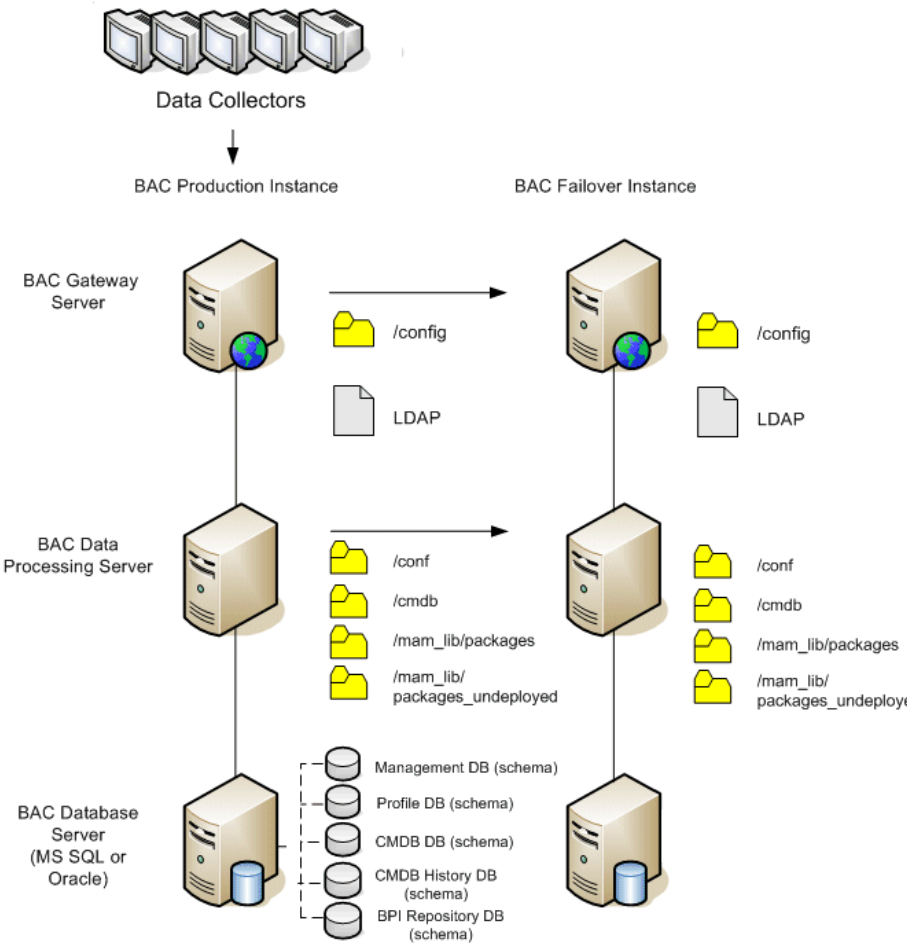 Data Collectors
BAC Production Instance
BAC Failover Instance
BAC Gateway
Server
/config
/config
LDAP
LDAP
BAC Data
Processing Server
/conf
/cmdb
/mam_lib/packages
/mam_lib/
packages_undeployed
/conf
/cmdb
/mam_lib/packages
/mam_lib/
packages_undeploye
BAC Database
Server
(MS SQL or
Oracle)
Management DB (schema)
Profile DB (schema)
CMDB DB (schema)
CMDB History DB
(schema)
BPI Repository DB
(schema)